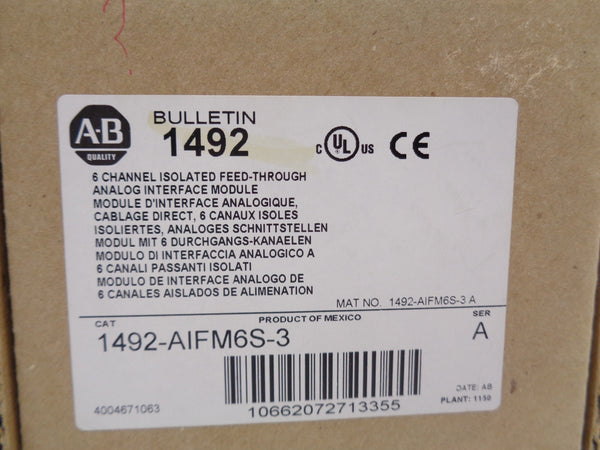 A-B
QUALITY
BULLETIN
1492
C UL US CE
6 CHANNEL ISOLATED FEED-THROUGH
ANALOG INTERFACE MODULE
MODULE D'INTERFACE ANALOGIQUE,
CABLAGE DIRECT, 6 CANAUX ISOLES
ISOLIERTES, ANALOGES SCHNITTSTELLEN
MODUL MIT 6 DURCHGANGS-KANAELEN
MODULO DI INTERFACCIA ANALOGICO A
6 CANALI PASSANTI ISOLATI
MODULO DE INTERFACE ANALOGO DE
6 CANALES AISLADOS DE ALIMENATION
MAT NO. 1492-AIFM6S-3 A
PRODUCT OF MEXICO
CAT
SER
1492-AIFM6S-3
A
4004671063
10662072713355
DATE: AB
PLANT: 1150